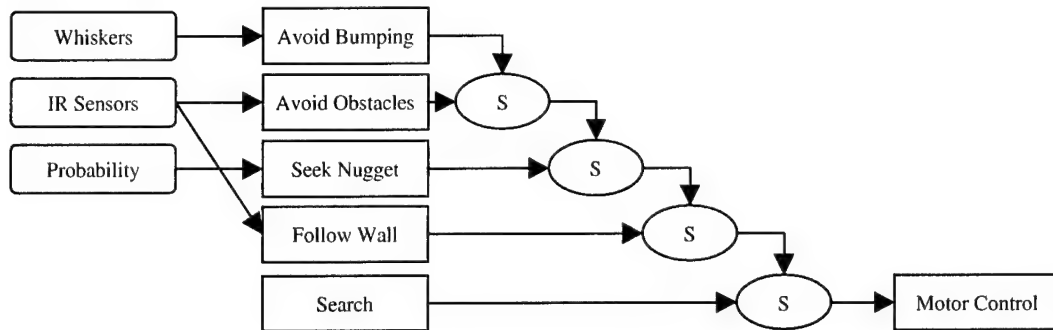 Whiskers
Avoid Bumping
IR Sensors
Avoid Obstacles
S
Probability
Seek Nugget
S
Follow Wall
S
Search
S
Motor Control